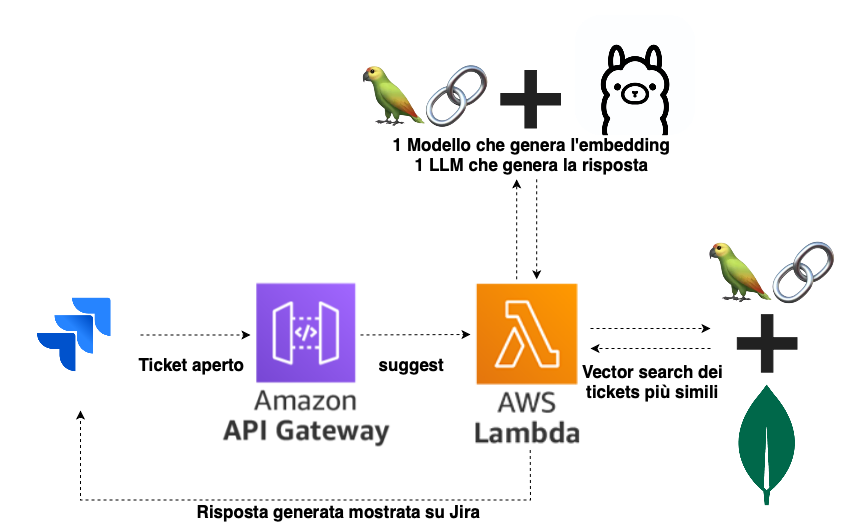 1 Modello che genera l'embedding
1 LLM che genera la risposta
Ticket aperto
</>
suggest
Vector search dei
tickets più simili
Amazon
API Gateway
AWS
Lambda
Risposta generata mostrata su Jira